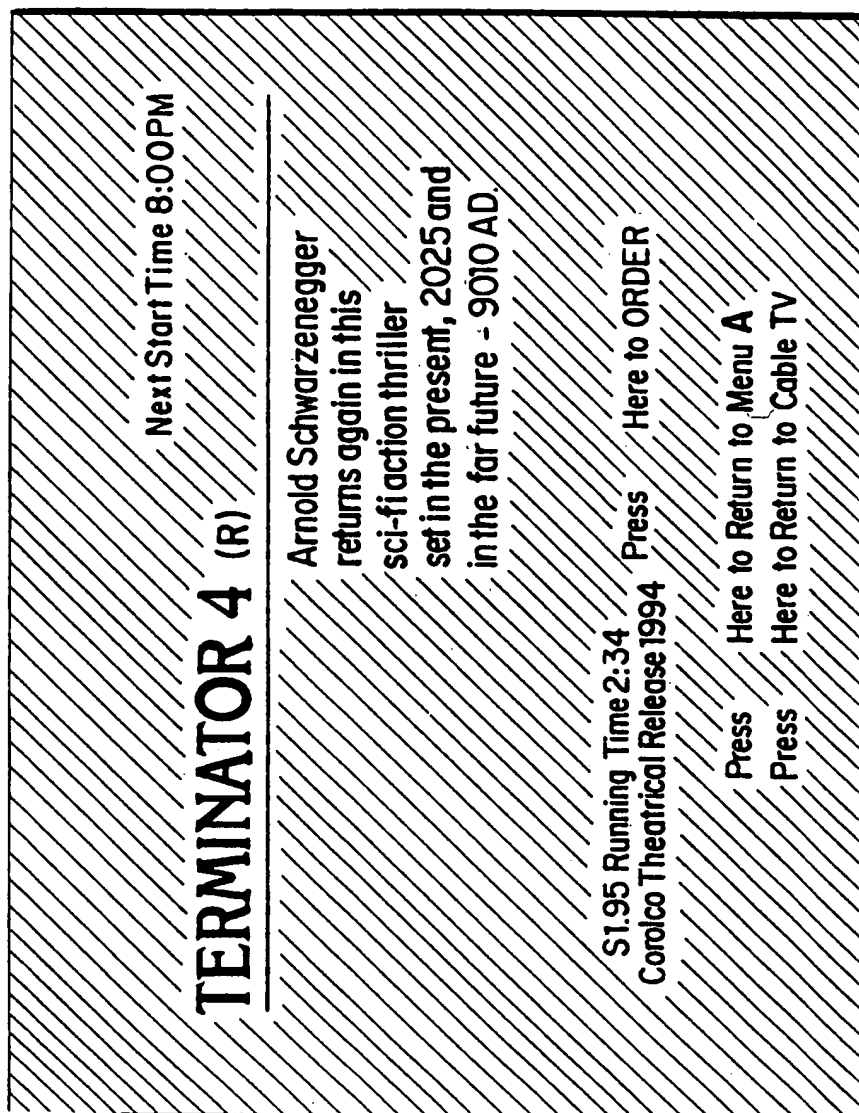 TERMINATOR 4 (R)
Next Start Time 8:00PM
Arnold Schwarzenegger
returns again in this
sci-fi action thriller
set in the present, 2025 and
in the far future - 9010 AD.
$1.95 Running Time 2:34
Corolco Theatrical Release 1994
Press Here to ORDER
Press Here to Return to Menu A
Press Here to Return to Cable TV